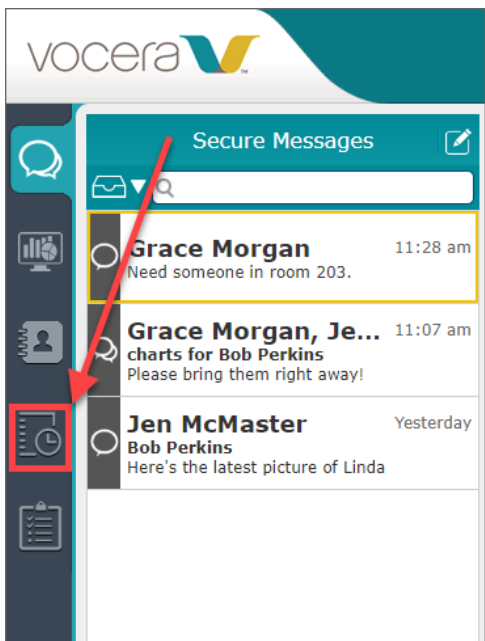 vocera
Secure Messages
Grace Morgan 11:28 am
Need someone in room 203.
Grace Morgan, Je... 11:07 am
charts for Bob Perkins
Please bring them right away!
Jen McMaster Yesterday
Bob Perkins
Here's the latest picture of Linda